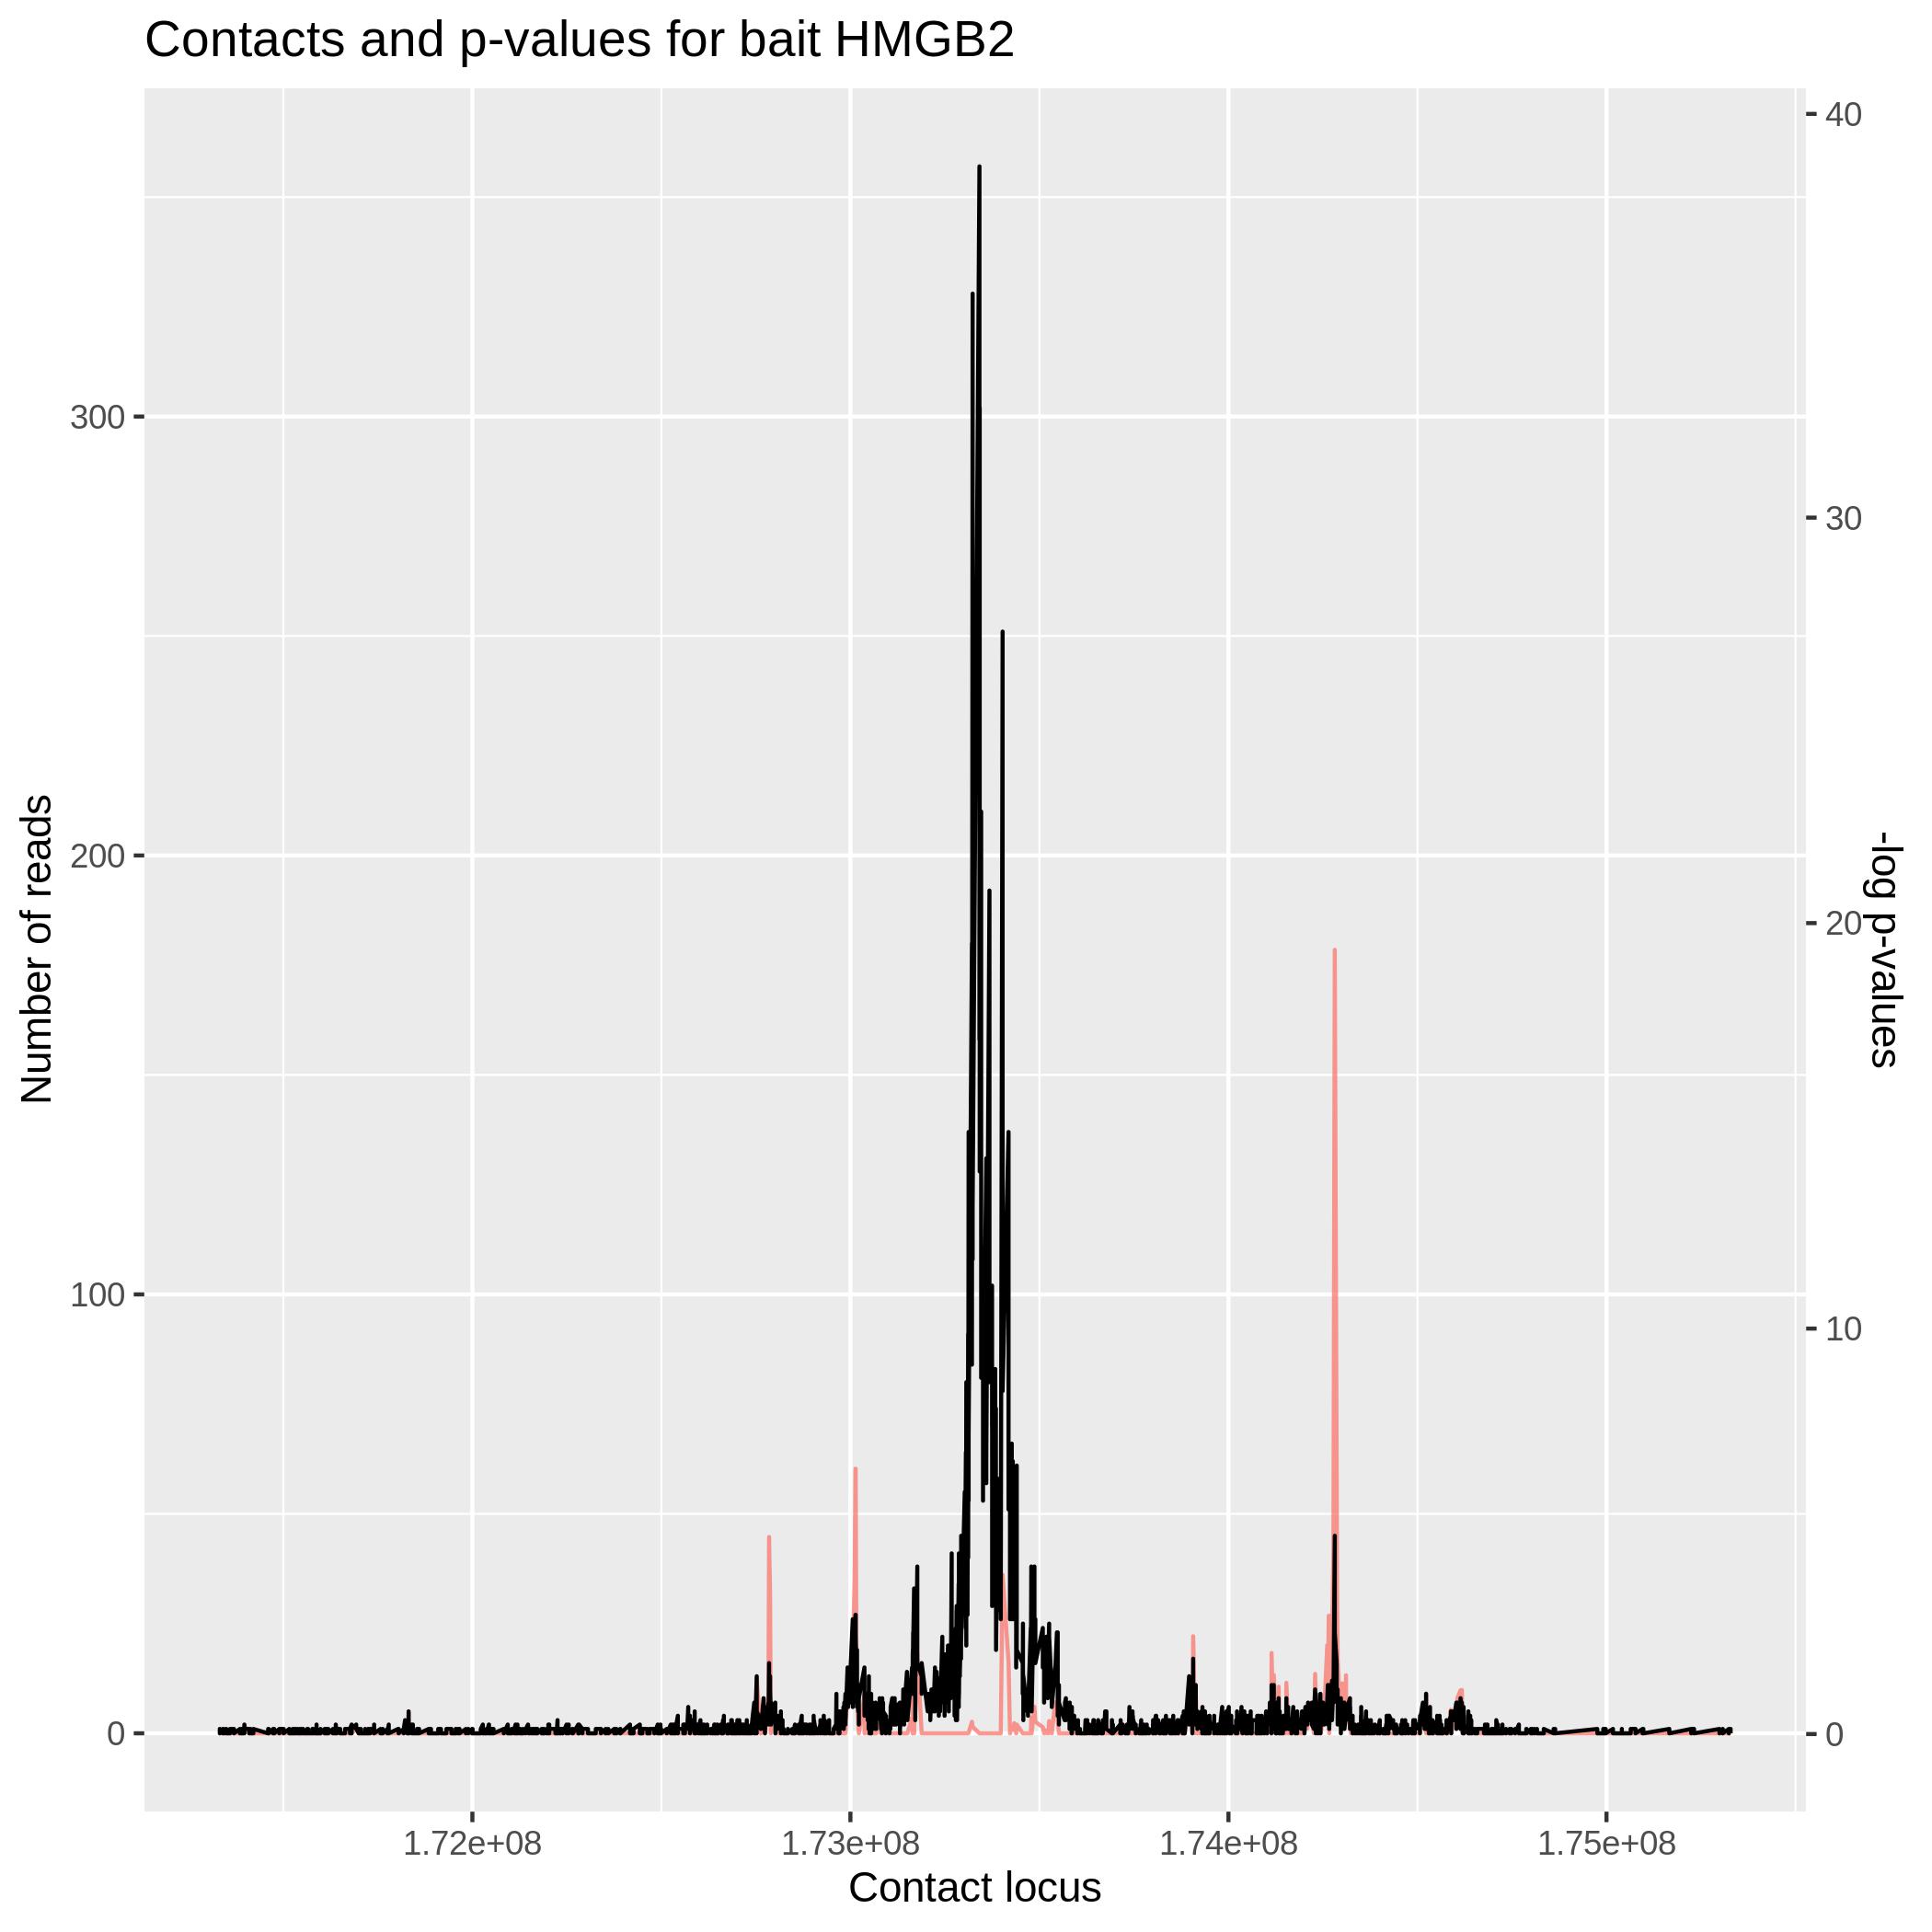 Contacts and p-values for bait HMGB2
40
300
30
200
20
100
10
0
0
Number of reads
-log p-values
1.72e+08
1.73e+08
1.74e+08
1.75e+08
Contact locus